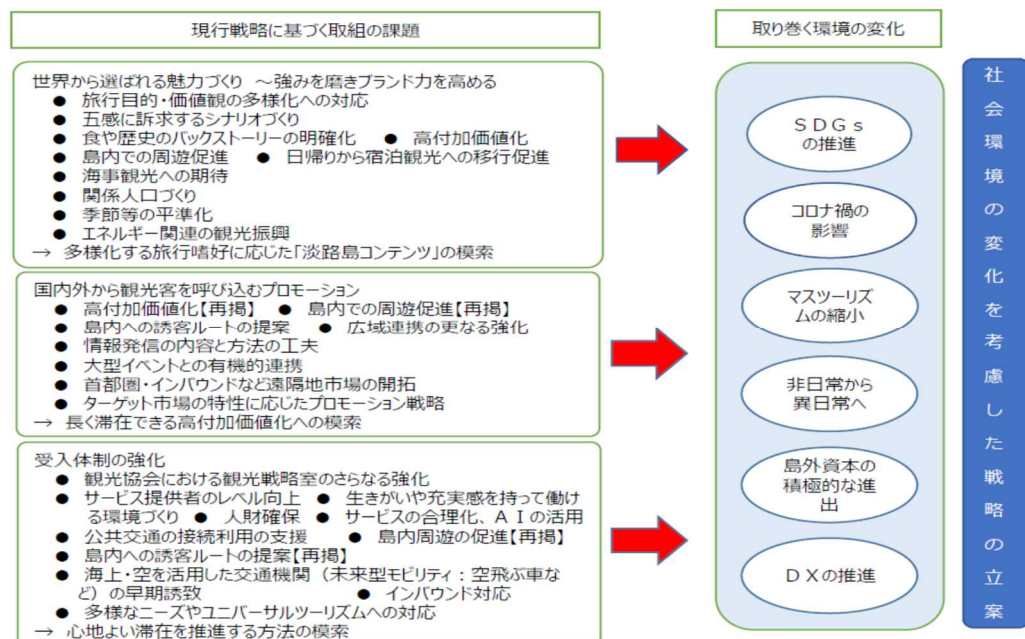 現行戦略に基づく取組の課題
世界から選ばれる魅力づくり ～強みを磨きブランド力を高める
● 旅行目的・価値観の多様化への対応
● 五感に訴求するシナリオづくり
● 食や歴史のバックストーリーの明確化 ● 高付加価値化
● 島内での周遊促進 ● 日帰りから宿泊観光への移行促進
● 海事観光への期待
● 関係人口づくり
● 季節等の平準化
● エネルギー関連の観光振興
→ 多様化する旅行嗜好に応じた「淡路島コンテンツ」の模索
国内外から観光客を呼び込むプロモーション
● 高付加価値化【再掲】 ● 島内での周遊促進【再掲】
● 島内への誘客ルートの提案 ● 広域連携の更なる強化
● 情報発信の内容と方法の工夫
● 大型イベントとの有機的連携
● 首都圏・インバウンドなど遠隔地市場の開拓
● ターゲット市場の特性に応じたプロモーション戦略
→ 長く滞在できる高付加価値化への模索
受入体制の強化
● 観光協会における観光戦略室のさらなる強化
● サービス提供者のレベル向上 ● 生きがいや充実感を持って働け
る環境づくり ● 人財確保 ● サービスの合理化、ＡＩの活用
● 公共交通の接続利用の支援 ● 島内周遊の促進【再掲】
● 島内への誘客ルートの提案【再掲】
● 海上・空を活用した交通機関（未来型モビリティ：空飛ぶ車な
ど）の早期誘致 ● インバウンド対応
● 多様なニーズやユニバーサルツーリズムへの対応
→ 心地よい滞在を推進する方法の模索
取り巻く環境の変化
ＳＤＧｓ
の推進
コロナ禍の
影響
マスツーリズ
ムの縮小
非日常から
異日常へ
島外資本の
積極的な進
出
ＤＸの推進
社会環境の変化を考慮した戦略の立案